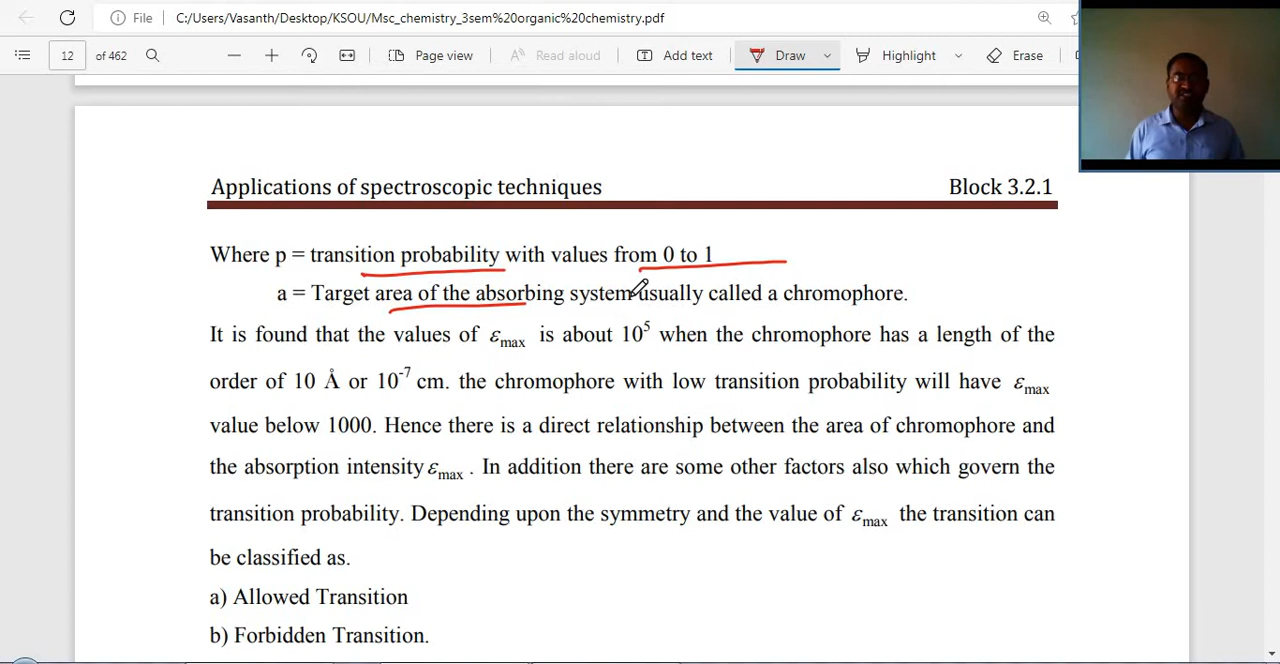 File C:/Users/Vasanth/Desktop/KSOU/Msc_chemistry_3sem%20organic%20chemistry.pdf
12 of 462 Page view Read aloud Add text Draw Highlight Erase
Applications of spectroscopic techniques Block 3.2.1
Where p = transition probability with values from 0 to 1
a = Target area of the absorbing system usually called a chromophore.
It is found that the values of εmax is about 10⁵ when the chromophore has a length of the
order of 10 Å or 10⁻⁷ cm. the chromophore with low transition probability will have εmax
value below 1000. Hence there is a direct relationship between the area of chromophore and
the absorption intensity εmax . In addition there are some other factors also which govern the
transition probability. Depending upon the symmetry and the value of εmax the transition can
be classified as.
a) Allowed Transition
b) Forbidden Transition.